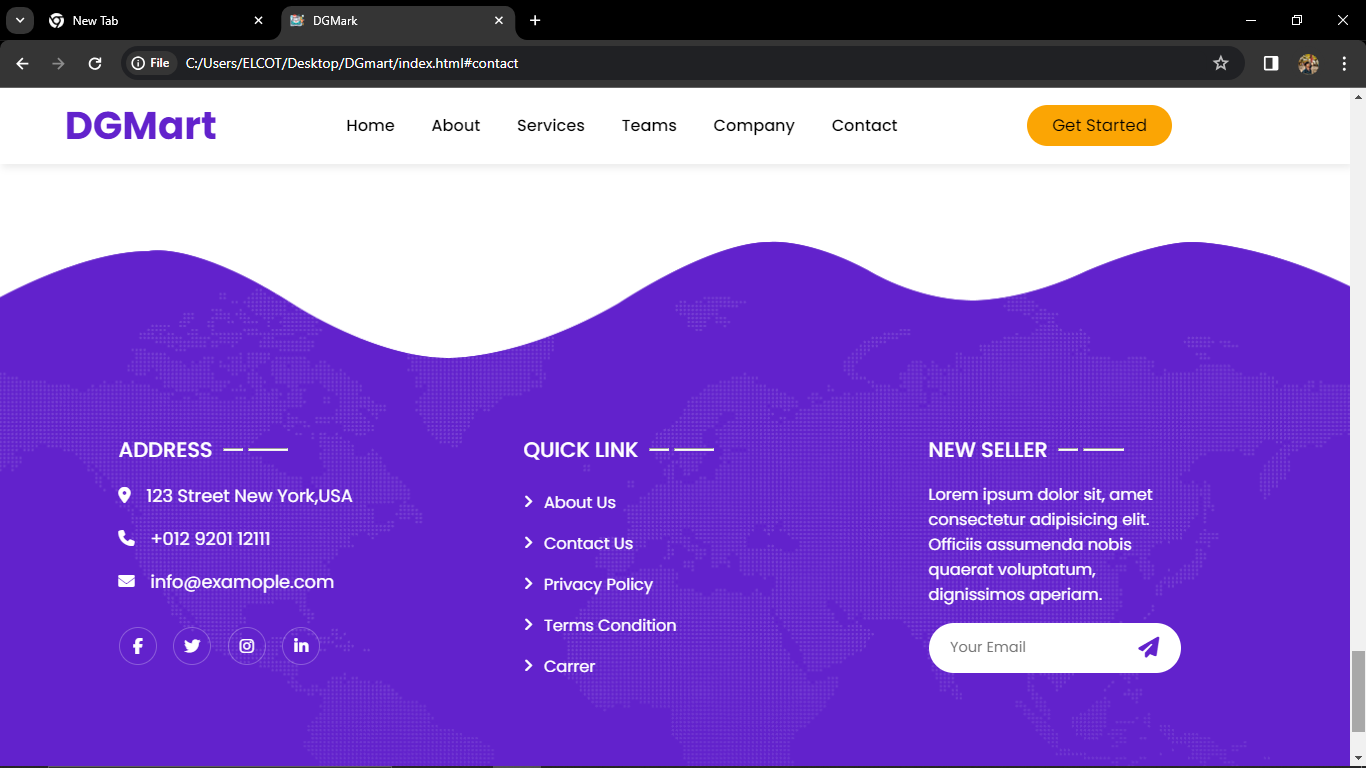 New Tab
DGMark
File
C:/Users/ELCOT/Desktop/DGmart/index.html#contact
DGMart
Home
About
Services
Teams
Company
Contact
Get Started
ADDRESS
123 Street New York,USA
+012 9201 12111
info@examople.com
QUICK LINK
About Us
Contact Us
Privacy Policy
Terms Condition
Carrer
NEW SELLER
Lorem ipsum dolor sit, amet
consectetur adipisicing elit.
Officiis assumenda nobis
quaerat voluptatum,
dignissimos aperiam.
Your Email